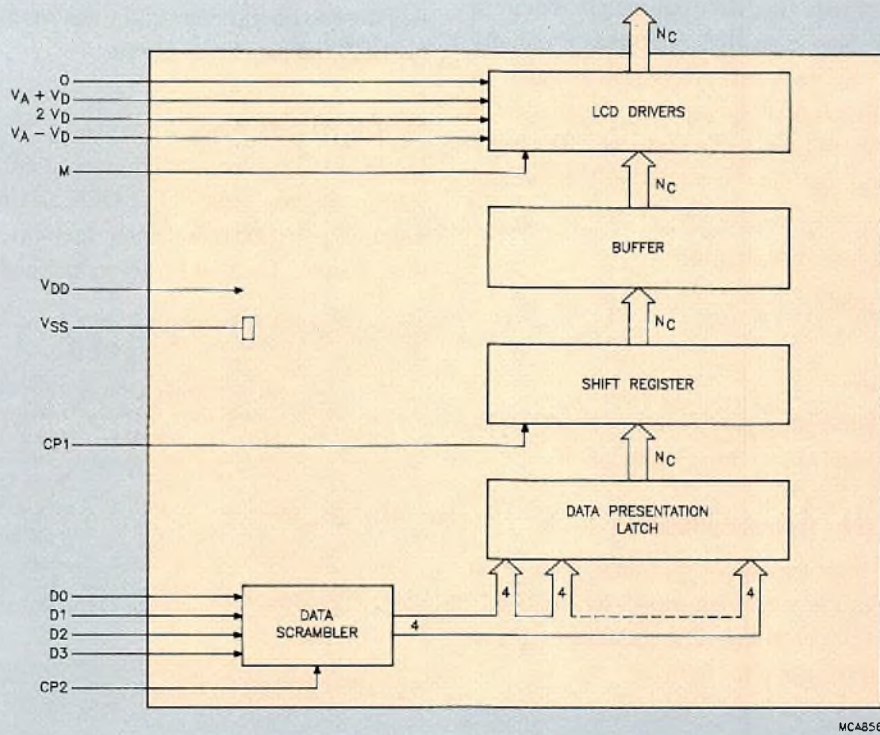 NC
0
VA + VD
2 VD
VA – VD
M
LCD DRIVERS
NC
BUFFER
VDD
VSS
NC
SHIFT REGISTER
CP1
NC
DATA PRESENTATION
LATCH
4
4
4
D0
D1
D2
D3
DATA
SCRAMBLER
4
CP2
MCA856